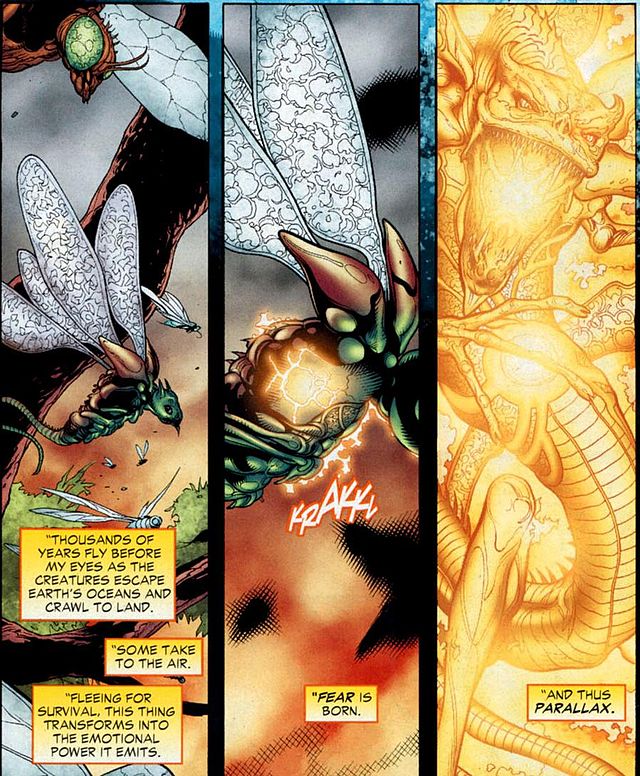 "THOUSANDS OF
YEARS FLY BEFORE
MY EYES AS THE
CREATURES ESCAPE
EARTH'S OCEANS AND
CRAWL TO LAND.
"SOME TAKE
TO THE AIR.
"FLEEING FOR
SURVIVAL, THIS THING
TRANSFORMS INTO
THE EMOTIONAL
POWER IT EMITS.
KRAKKL
"FEAR IS
BORN.
"AND THUS
PARALLAX.